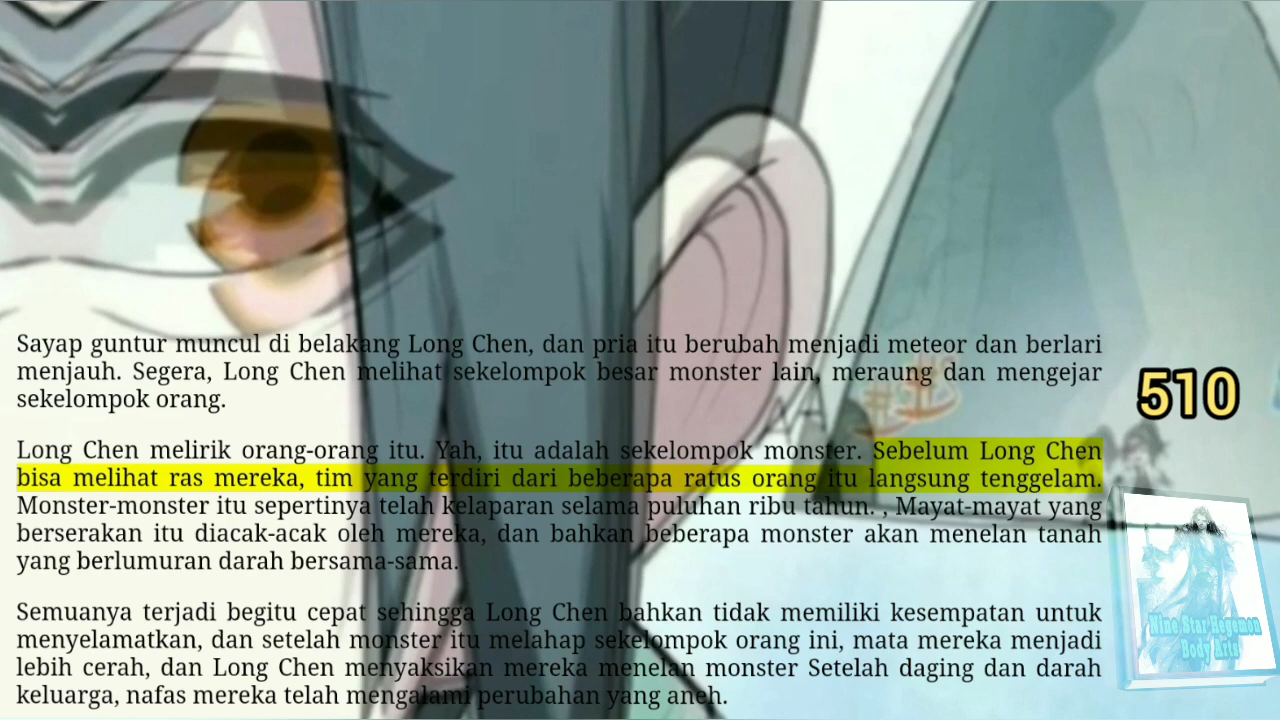 Sayap guntur muncul di belakang Long Chen, dan pria itu berubah menjadi meteor dan berlari
menjauh. Segera, Long Chen melihat sekelompok besar monster lain, meraung dan mengejar
sekelompok orang.
Long Chen melirik orang-orang itu. Yah, itu adalah sekelompok monster. Sebelum Long Chen
bisa melihat ras mereka, tim yang terdiri dari beberapa ratus orang itu langsung tenggelam.
Monster-monster itu sepertinya telah kelaparan selama puluhan ribu tahun. , Mayat-mayat yang
berserakan itu diacak-acak oleh mereka, dan bahkan beberapa monster akan menelan tanah
yang berlumuran darah bersama-sama.
Semuanya terjadi begitu cepat sehingga Long Chen bahkan tidak memiliki kesempatan untuk
menyelamatkan, dan setelah monster itu melahap sekelompok orang ini, mata mereka menjadi
lebih cerah, dan Long Chen menyaksikan mereka menelan monster Setelah daging dan darah
keluarga, nafas mereka telah mengalami perubahan yang aneh.
510
Nine Star Hegemon
Body Arts